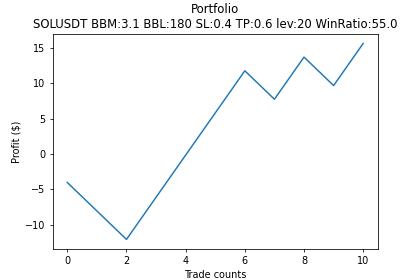 Portfolio
SOLUSDT BBM:3.1 BBL:180 SL:0.4 TP:0.6 lev:20 WinRatio:55.0
15
10
5
0
−5
−10
Profit ($)
0 2 4 6 8 10
Trade counts